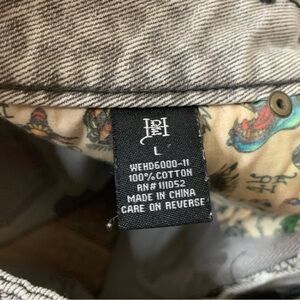 L
WEHD6000-11
100% COTTON
RN# 111052
MADE IN CHINA
CARE ON REVERSE